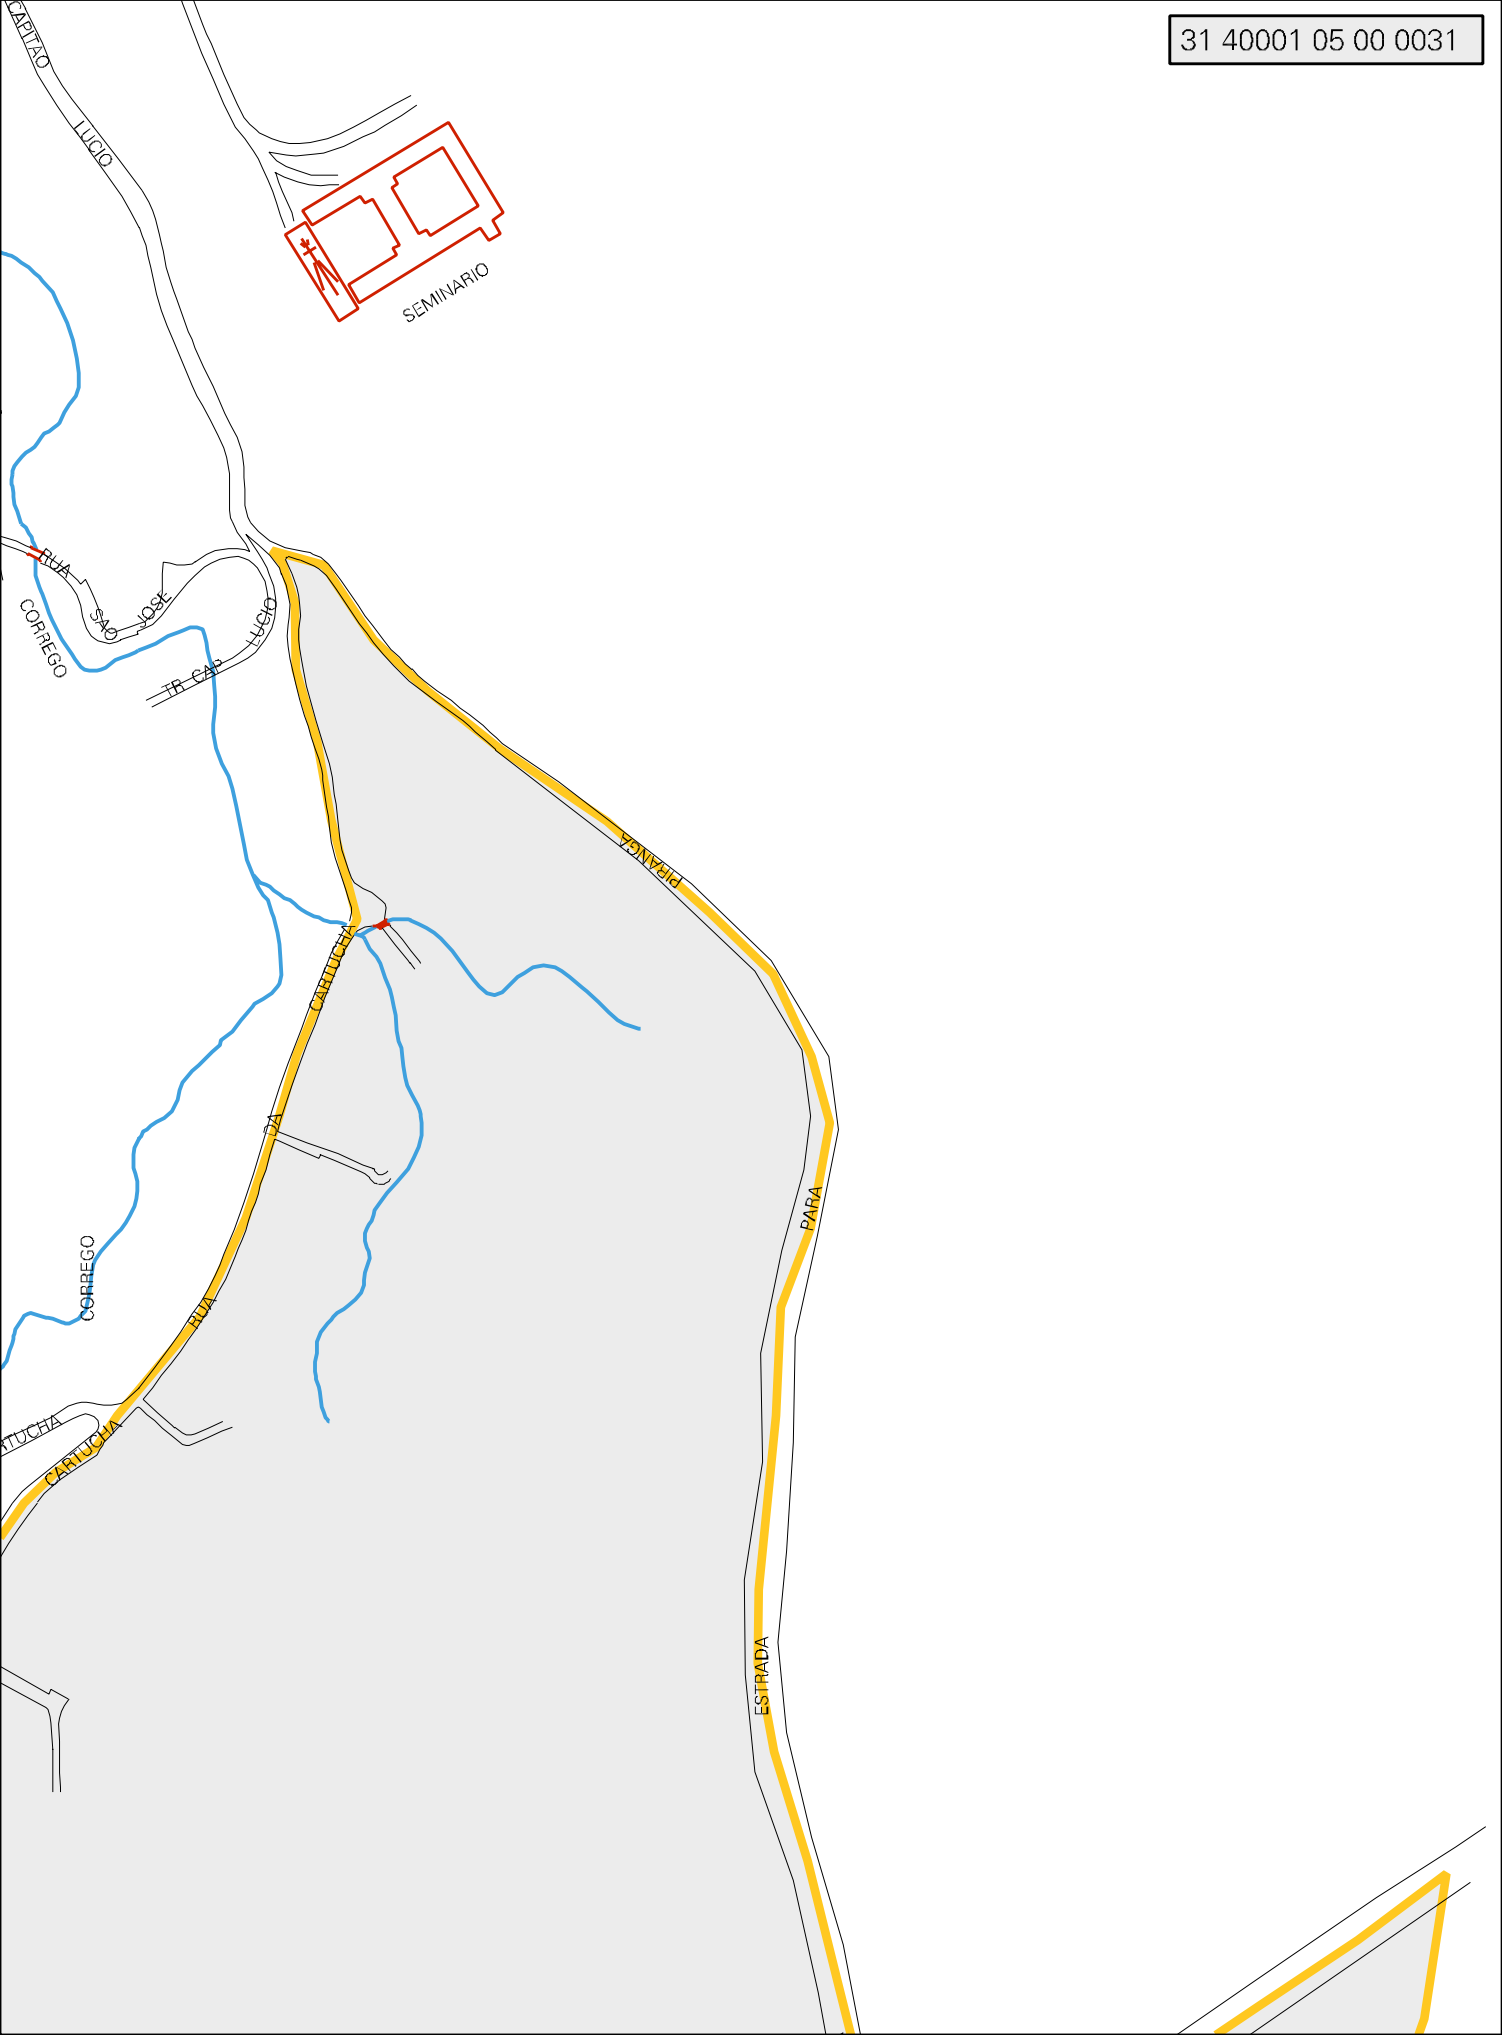 31 40001 05 00 0031
CAPITAO
LUCIO
SEMINARIO
RUA
SAO
JOSE
LUCIO
CORREGO
TR CAP
PIRANGA
CARTUCHA
DA
PARA
CORREGO
RUA
RTUCHA
CARTUCHA
ESTRADA